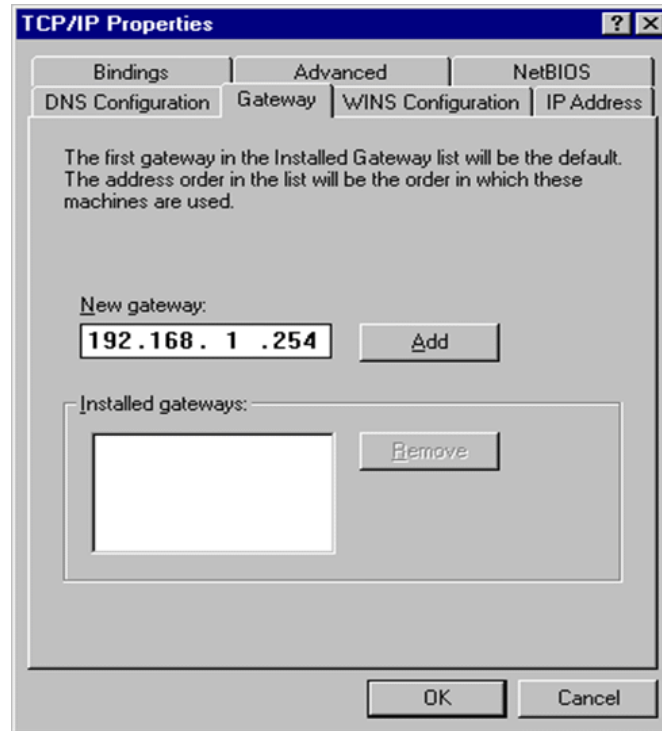 TCP/IP Properties
? X
Bindings
Advanced
NetBIOS
DNS Configuration
Gateway
WINS Configuration
IP Address
The first gateway in the Installed Gateway list will be the default.
The address order in the list will be the order in which these
machines are used.
New gateway:
192.168. 1 .254
Add
Installed gateways:
Remove
OK
Cancel